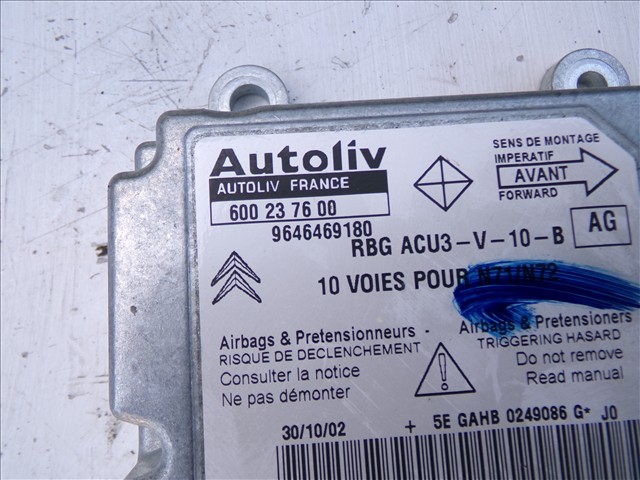 Autoliv
AUTOLIV FRANCE
600 23 76 00
9646469180
SENS DE MONTAGE
IMPERATIF
AVANT
FORWARD
RBG ACU3-V-10-B
AG
10 VOIES POUR N71/N72
Airbags & Pretensionneurs -
RISQUE DE DECLENCHEMENT
Consulter la notice
Ne pas démonter
Airbags & Pretensioners
TRIGGERING HASARD
Do not remove
Read manual
30/10/02 + 5E GAHB 0249086 G* J0